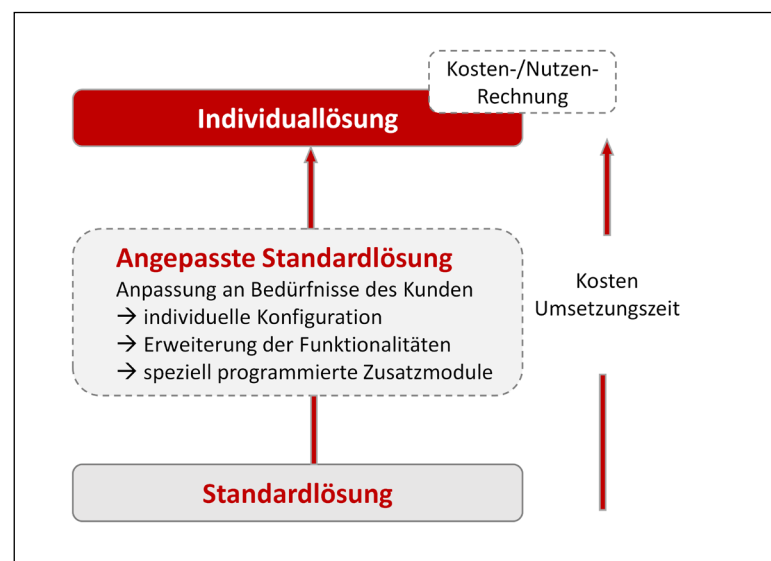 Kosten-/Nutzen-
Rechnung
Individuallösung
Angepasste Standardlösung
Anpassung an Bedürfnisse des Kunden
→ individuelle Konfiguration
→ Erweiterung der Funktionalitäten
→ speziell programmierte Zusatzmodule
Kosten
Umsetzungszeit
Standardlösung